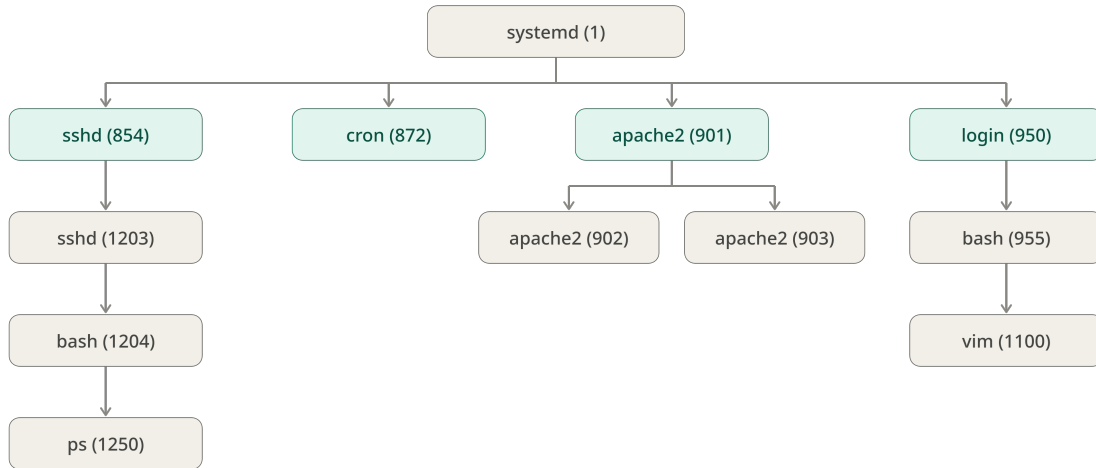 systemd (1)
sshd (854)
cron (872)
apache2 (901)
login (950)
sshd (1203)
apache2 (902)
apache2 (903)
bash (955)
bash (1204)
vim (1100)
ps (1250)